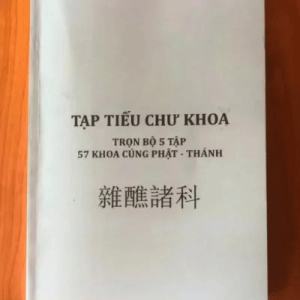 TẠP TIẾU CHƯ KHOA
TRỌN BỘ 5 TẬP
57 KHOA CÚNG PHẬT - THÁNH
雜醮諸科